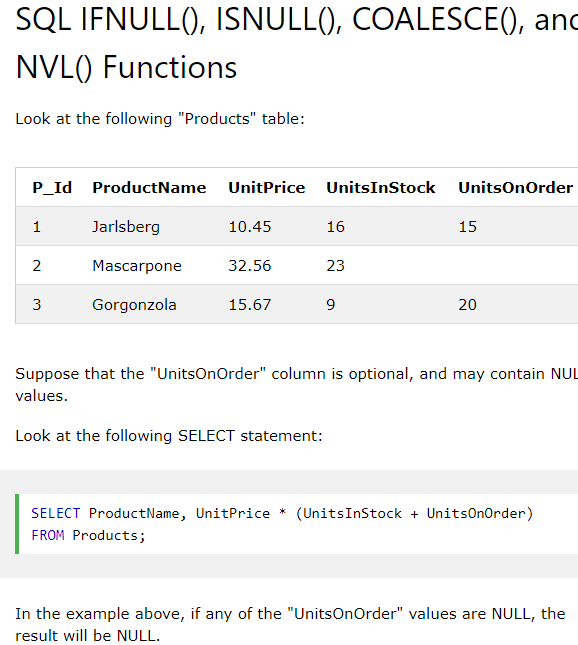 SQL IFNULL(), ISNULL(), COALESCE(), and
NVL() Functions
Look at the following "Products" table:
P_Id ProductName UnitPrice UnitsInStock UnitsOnOrder
1 Jarlsberg 10.45 16 15
2 Mascarpone 32.56 23
3 Gorgonzola 15.67 9 20
Suppose that the "UnitsOnOrder" column is optional, and may contain NUL
values.
Look at the following SELECT statement:
SELECT ProductName, UnitPrice * (UnitsInStock + UnitsOnOrder)
FROM Products;
In the example above, if any of the "UnitsOnOrder" values are NULL, the
result will be NULL.